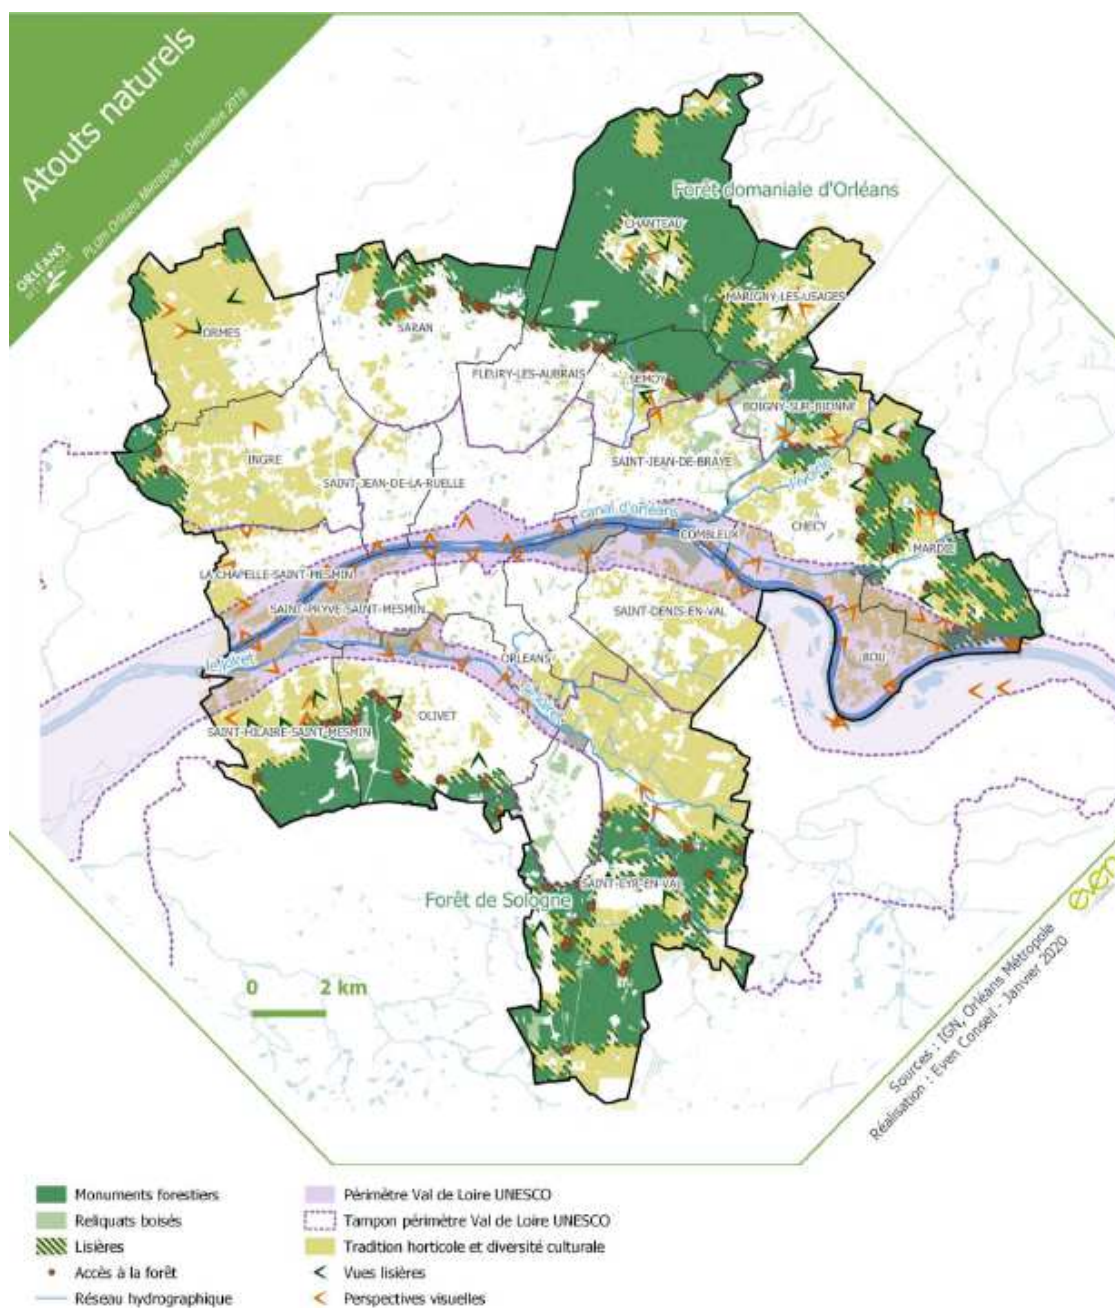 Atouts naturels
PLUm Orléans Métropole - Décembre 2019
ORLÉANS
Forêt domaniale d'Orléans
CHANTEAU
MARIGNY-LES-USAGES
ORMES
SARAN
FLEURY-LES-AUBRAIS
SEMOY
BOIGNY-SUR-BIONNE
INGRE
SAINT-JEAN-DE-LA-RUELLE
SAINT-JEAN-DE-BRAYE
canal d'orléans
CHECY
COMBLEUX
MARDIE
LA CHAPELLE-SAINT-MESMIN
SAINT-PRYVE-SAINT-MESMIN
SAINT-DENIS-EN-VAL
ORLEANS
BOU
le loiret
OLIVET
SAINT-HILAIRE-SAINT-MESMIN
SAINT-CYR-EN-VAL
Forêt de Sologne
0 2 km
even
Sources : IGN, Orléans Métropole
Réalisation : Even Conseil - Janvier 2020
Monuments forestiers
Reliquats boisés
Lisières
Accès à la forêt
Réseau hydrographique
Périmètre Val de Loire UNESCO
Tampon périmètre Val de Loire UNESCO
Tradition horticole et diversité culturale
Vues lisières
Perspectives visuelles